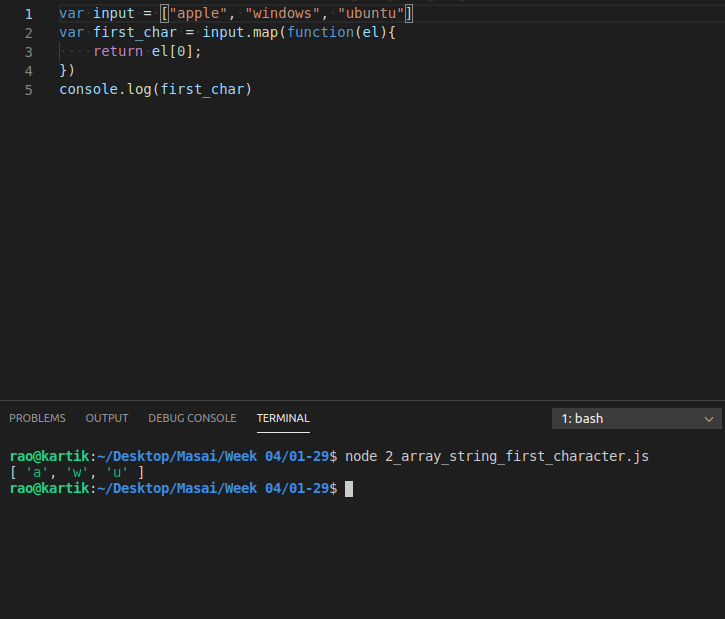 1 var input = ["apple", "windows", "ubuntu"]
2 var first_char = input.map(function(el){
3     return el[0];
4 })
5 console.log(first_char)
PROBLEMS OUTPUT DEBUG CONSOLE TERMINAL 1: bash
rao@kartik:~/Desktop/Masai/Week 04/01-29$ node 2_array_string_first_character.js
[ 'a', 'w', 'u' ]
rao@kartik:~/Desktop/Masai/Week 04/01-29$